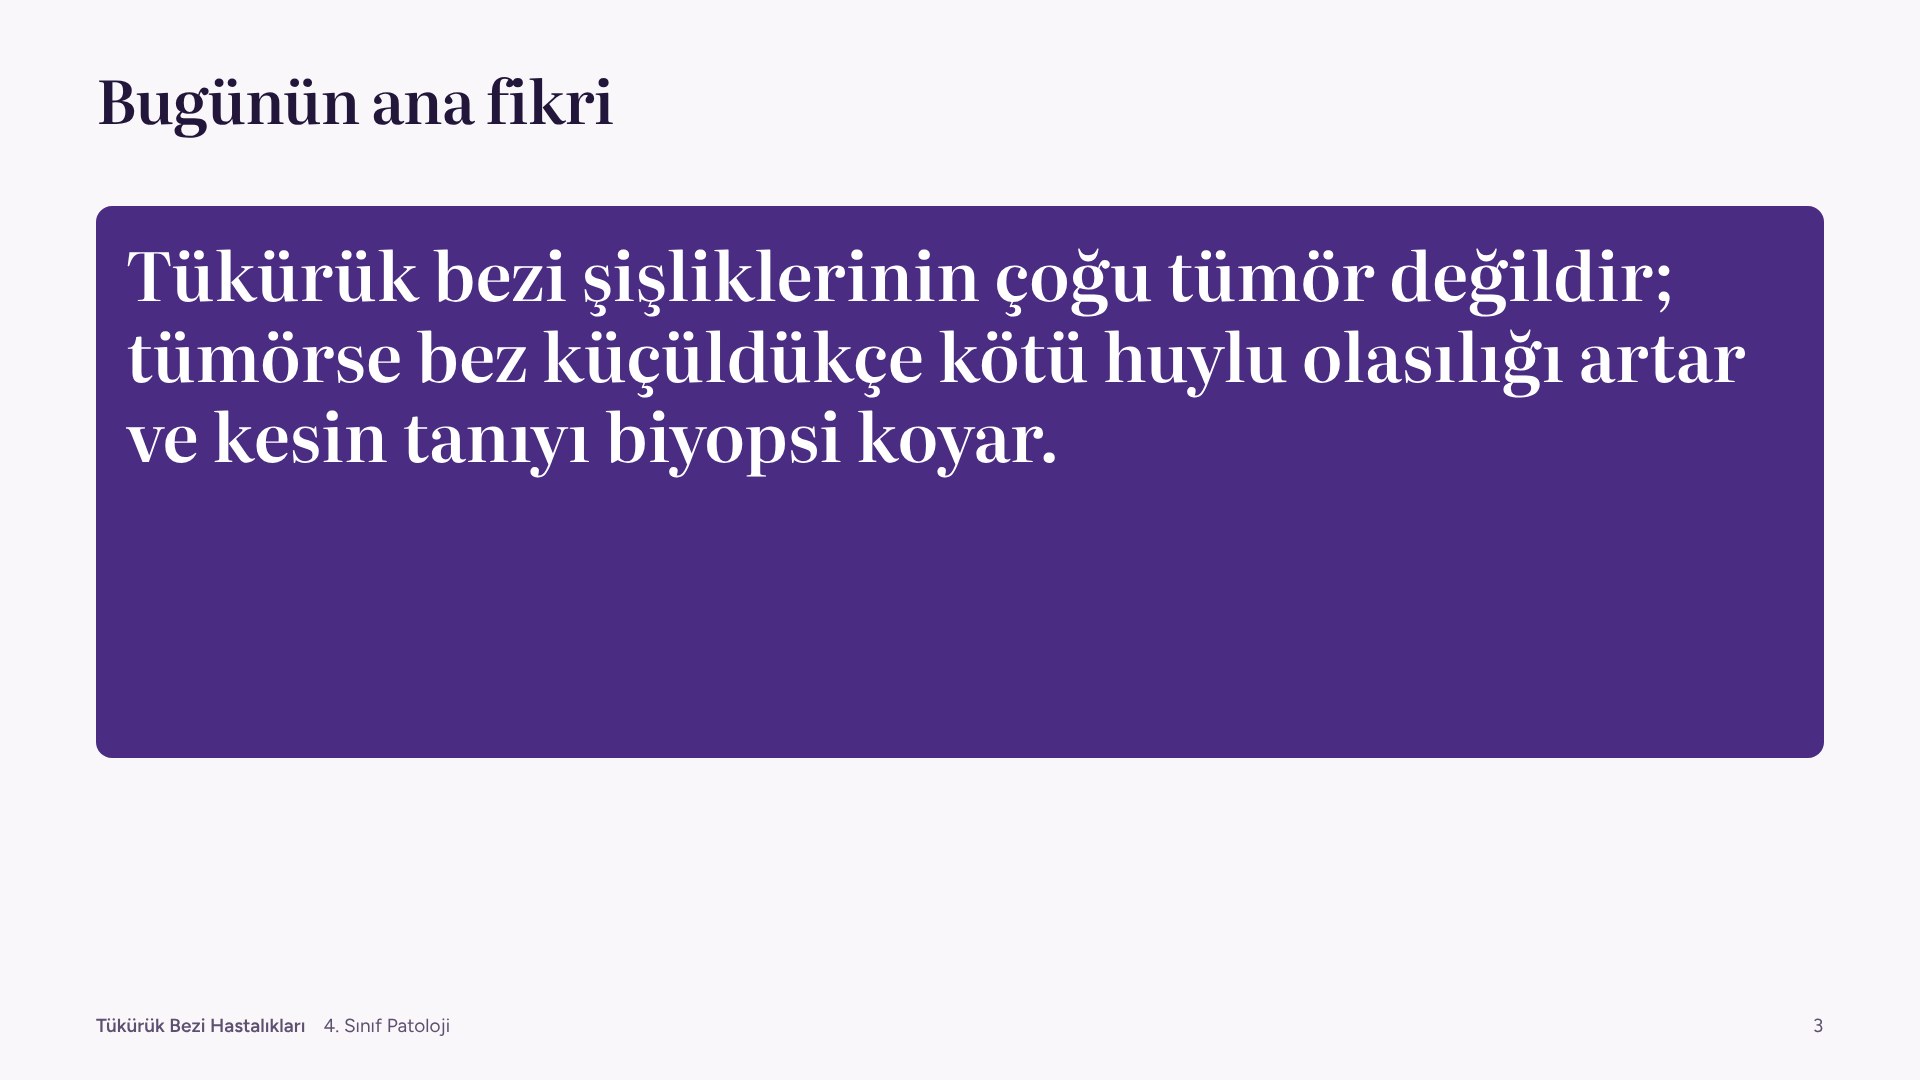 Bugünün ana fikri
Tükürük bezi şişliklerinin çoğu tümör değildir;
tümörse bez küçüldükçe kötü huylu olasılığı artar
ve kesin tanıyı biyopsi koyar.
Tükürük Bezi Hastalıkları 4. Sınıf Patoloji
3